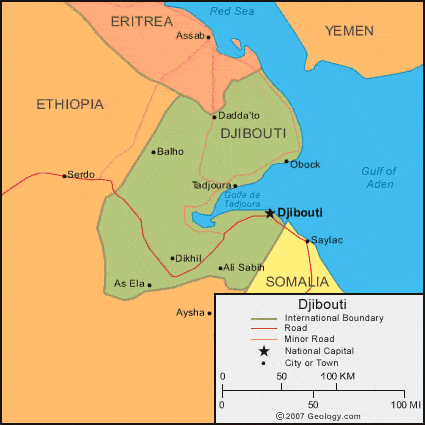 Red Sea
ERITREA
Assab
YEMEN
ETHIOPIA
Dadda'to
DJIBOUTI
Balho
Obock
Serdo
Tadjoura
Gulf of
Aden
Golfe de
Tadjoura
Djibouti
Saylac
Dikhil
Ali Sabih
As Ela
SOMALIA
Aysha
Djibouti
International Boundary
Road
Minor Road
National Capital
City or Town
0 50 100 KM
0 50 100 MI
© 2007 Geology.com